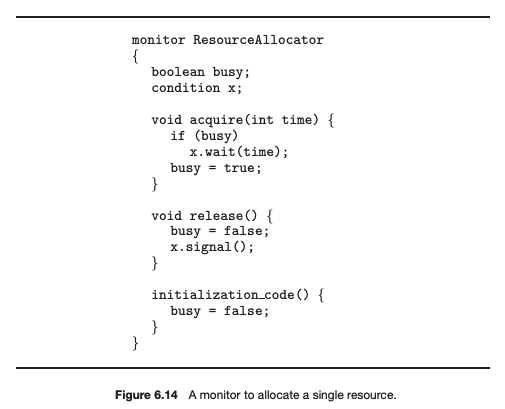 monitor ResourceAllocator
{
boolean busy;
condition x;
void acquire(int time) {
if (busy)
x.wait(time);
busy = true;
}
void release() {
busy = false;
x.signal();
}
initialization_code() {
busy = false;
}
}
Figure 6.14 A monitor to allocate a single resource.